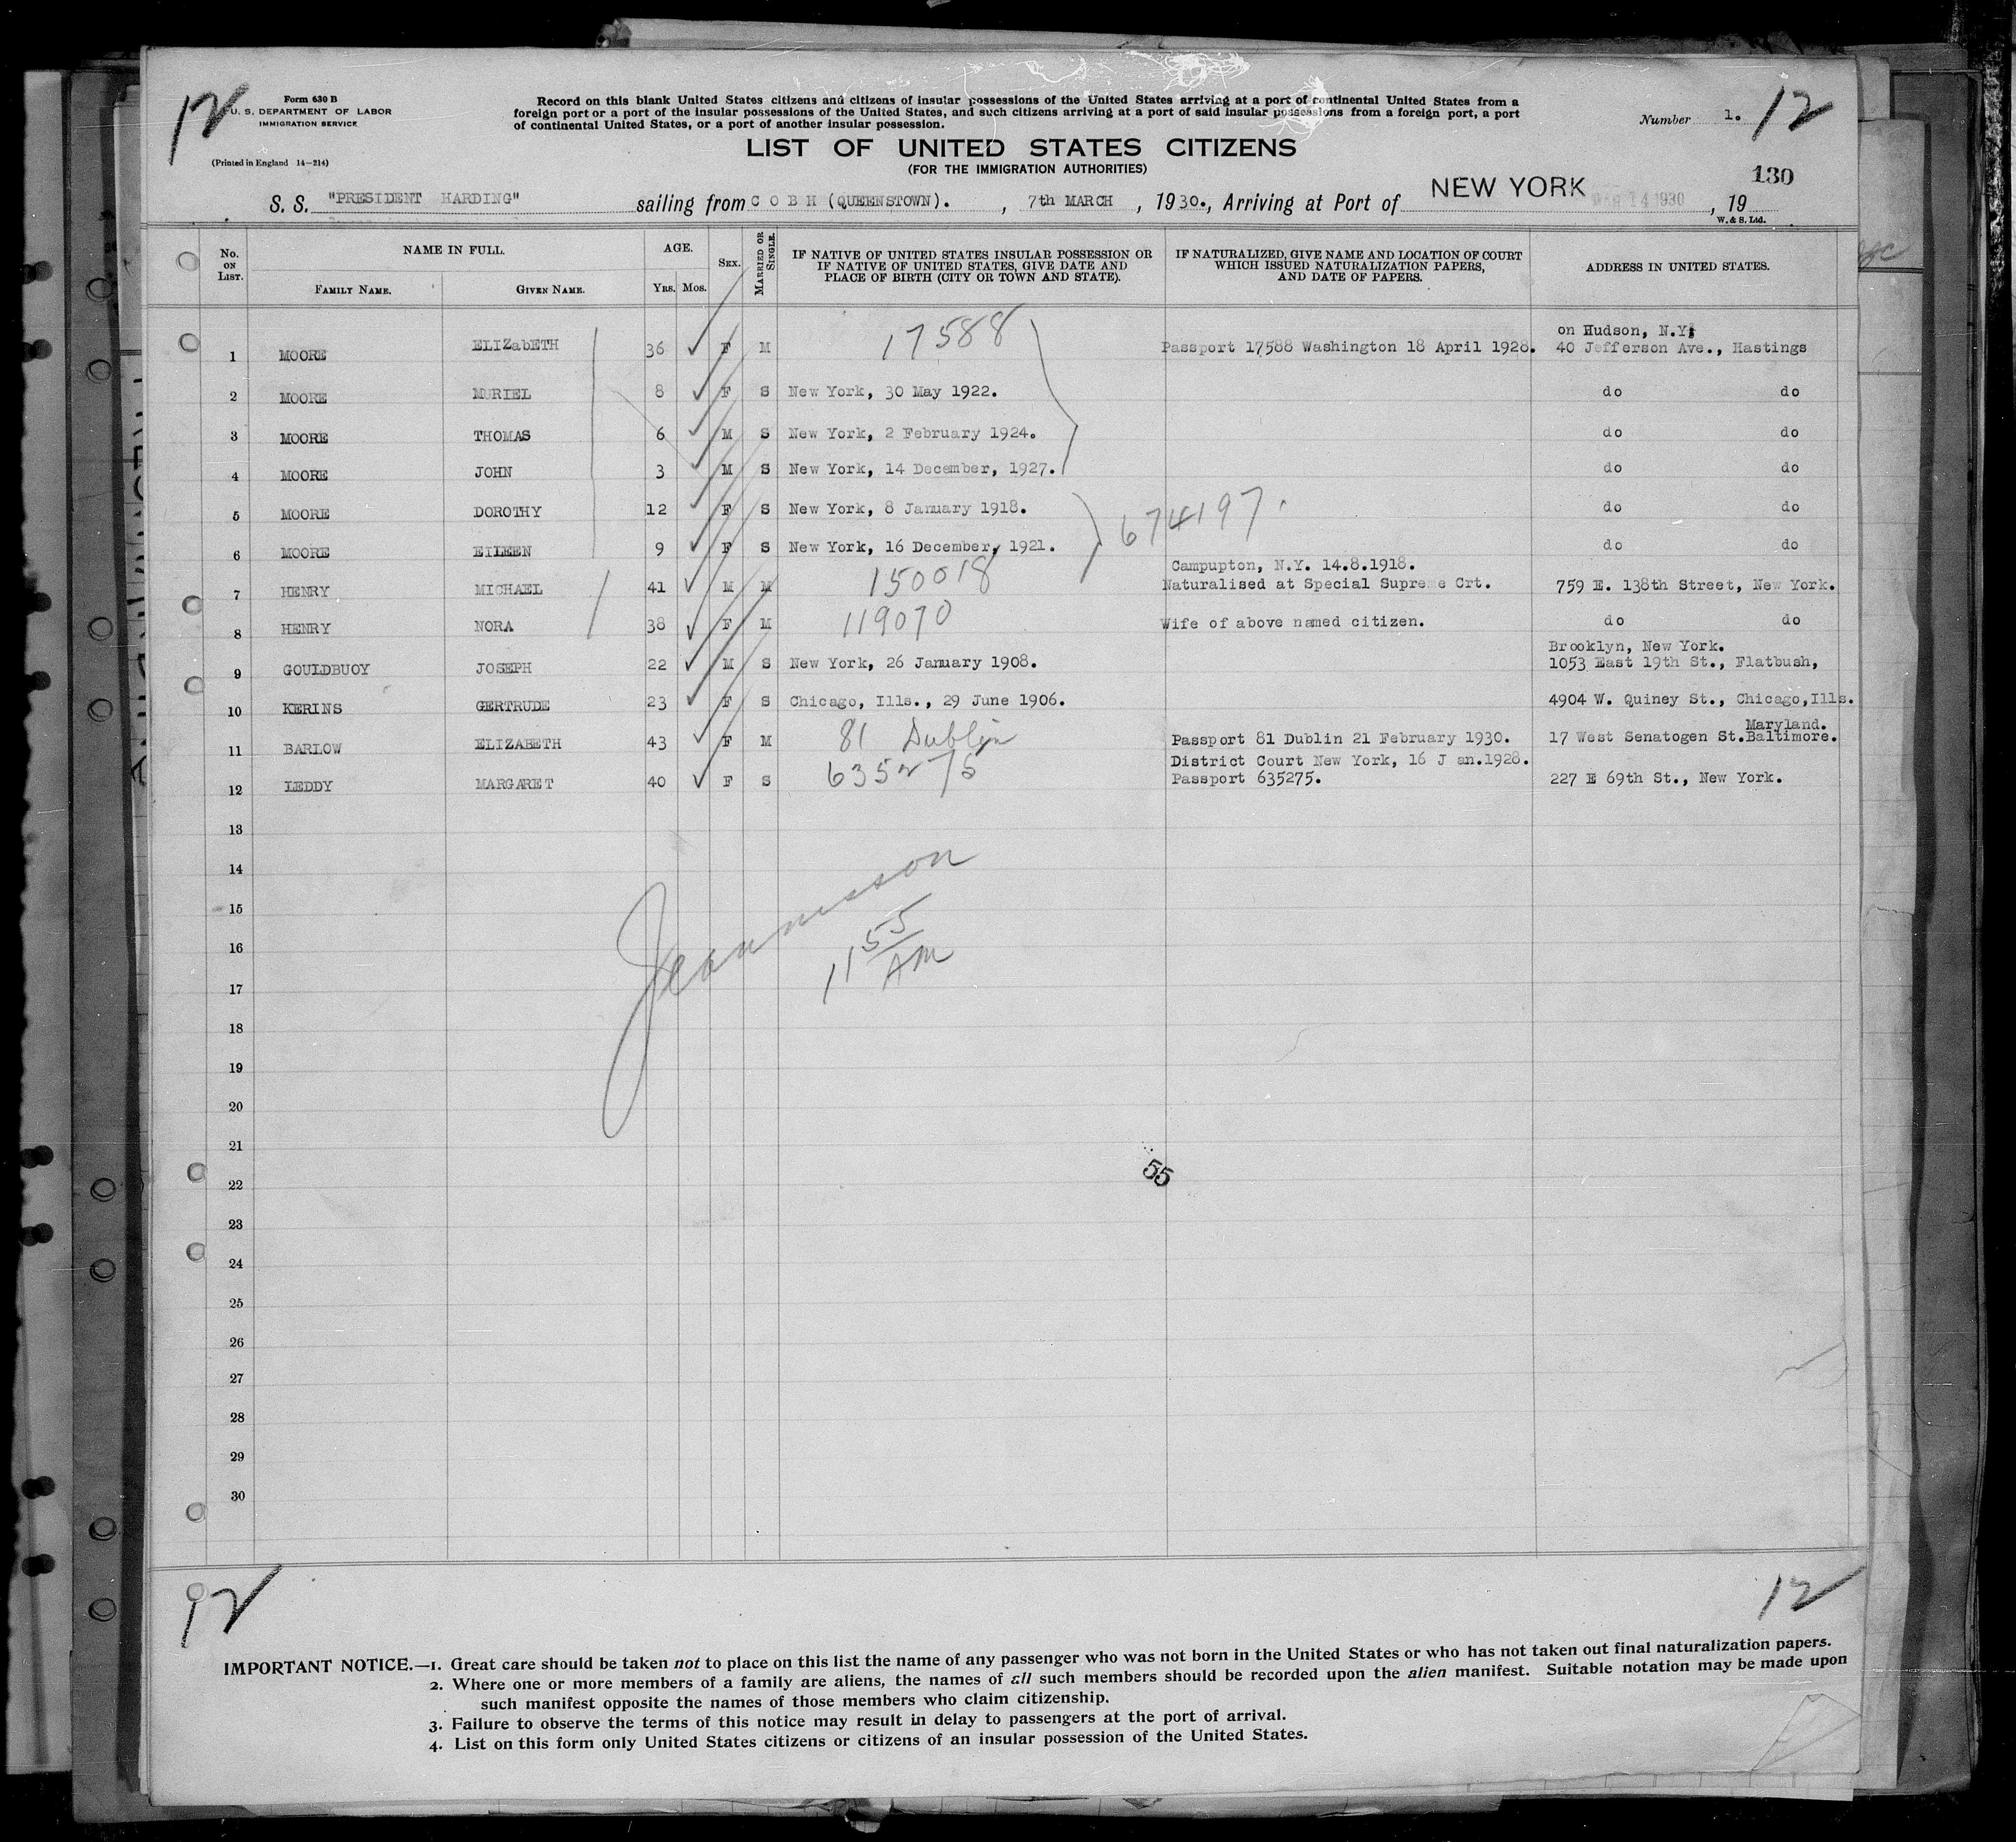 12
Form 630 B
U. S. DEPARTMENT OF LABOR
IMMIGRATION SERVICE
(Printed in England 14—214)
Record on this blank United States citizens and citizens of insular possessions of the United States arriving at a port of continental United States from a
foreign port or a port of the insular possessions of the United States, and such citizens arriving at a port of said insular possessions from a foreign port, a port
of continental United States, or a port of another insular possession.
Number 1. 12
LIST OF UNITED STATES CITIZENS
(FOR THE IMMIGRATION AUTHORITIES)
130
S. S. "PRESIDENT HARDING" sailing from C O B H (QUEENSTOWN). , 7th MARCH , 1930., Arriving at Port of NEW YORK MAR 14 1930 , 19
W. & S. Ltd.
No. ON LIST. NAME IN FULL. AGE. SEX. MARRIED OR SINGLE. IF NATIVE OF UNITED STATES INSULAR POSSESSION OR IF NATIVE OF UNITED STATES, GIVE DATE AND PLACE OF BIRTH (CITY OR TOWN AND STATE). IF NATURALIZED, GIVE NAME AND LOCATION OF COURT WHICH ISSUED NATURALIZATION PAPERS, AND DATE OF PAPERS. ADDRESS IN UNITED STATES.
FAMILY NAME. GIVEN NAME. YRS. MOS.
on Hudson, N.Y.
1 MOORE ELIZabETH 36 F M 17588 Passport 17588 Washington 18 April 1928. 40 Jefferson Ave., Hastings
2 MOORE MURIEL 8 F S New York, 30 May 1922. do do
3 MOORE THOMAS 6 M S New York, 2 February 1924. do do
4 MOORE JOHN 3 M S New York, 14 December, 1927. do do
5 MOORE DOROTHY 12 F S New York, 8 January 1918. 674197. do do
6 MOORE EILEEN 9 F S New York, 16 December, 1921. do do
Campupton, N.Y. 14.8.1918.
7 HENRY MICHAEL 41 M M 150018 Naturalised at Special Supreme Crt. 759 E. 138th Street, New York.
8 HENRY NORA 38 F M 119070 Wife of above named citizen. do do
Brooklyn, New York.
9 GOULDBUOY JOSEPH 22 M S New York, 26 January 1908. 1053 East 19th St., Flatbush,
10 KERINS GERTRUDE 23 F S Chicago, Ills., 29 June 1906. 4904 W. Quiney St., Chicago,Ills.
Maryland.
11 BARLOW ELIZABETH 43 F M 81 Dublin Passport 81 Dublin 21 February 1930. 17 West Senatogen St.Baltimore.
District Court New York, 16 J an.1928.
12 LEDDY MARGARET 40 F S 635275 Passport 635275. 227 E 69th St., New York.
13
14
15
16
17
18
19
20
21
22
23
24
25
26
27
28
29
30
11 55 AM
55
12
12
IMPORTANT NOTICE.—1. Great care should be taken not to place on this list the name of any passenger who was not born in the United States or who has not taken out final naturalization papers.
2. Where one or more members of a family are aliens, the names of all such members should be recorded upon the alien manifest. Suitable notation may be made upon
such manifest opposite the names of those members who claim citizenship.
3. Failure to observe the terms of this notice may result in delay to passengers at the port of arrival.
4. List on this form only United States citizens or citizens of an insular possession of the United States.